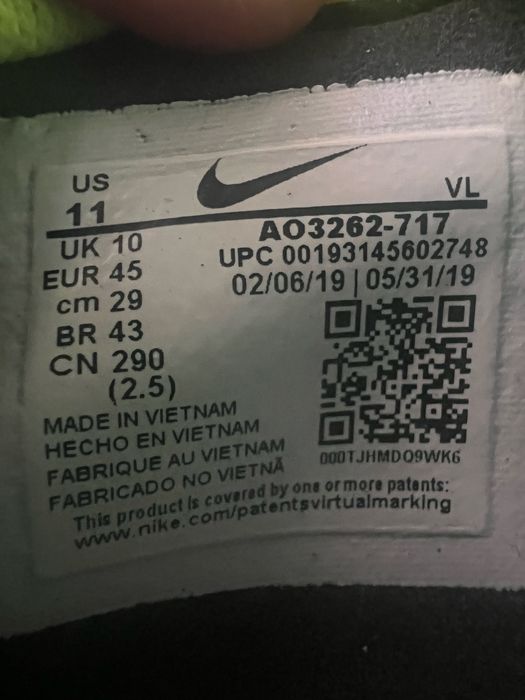 US
11
VL
AO3262-717
UK 10
UPC 00193145602748
EUR 45
02/06/19 | 05/31/19
cm 29
BR 43
CN 290
(2.5)
MADE IN VIETNAM
HECHO EN VIETNAM
FABRIQUE AU VIETNAM
FABRICADO NO VIETNÃ
000TJHMDQ9WK6
This product is covered by one or more patents:
www.nike.com/patentsvirtualmarking